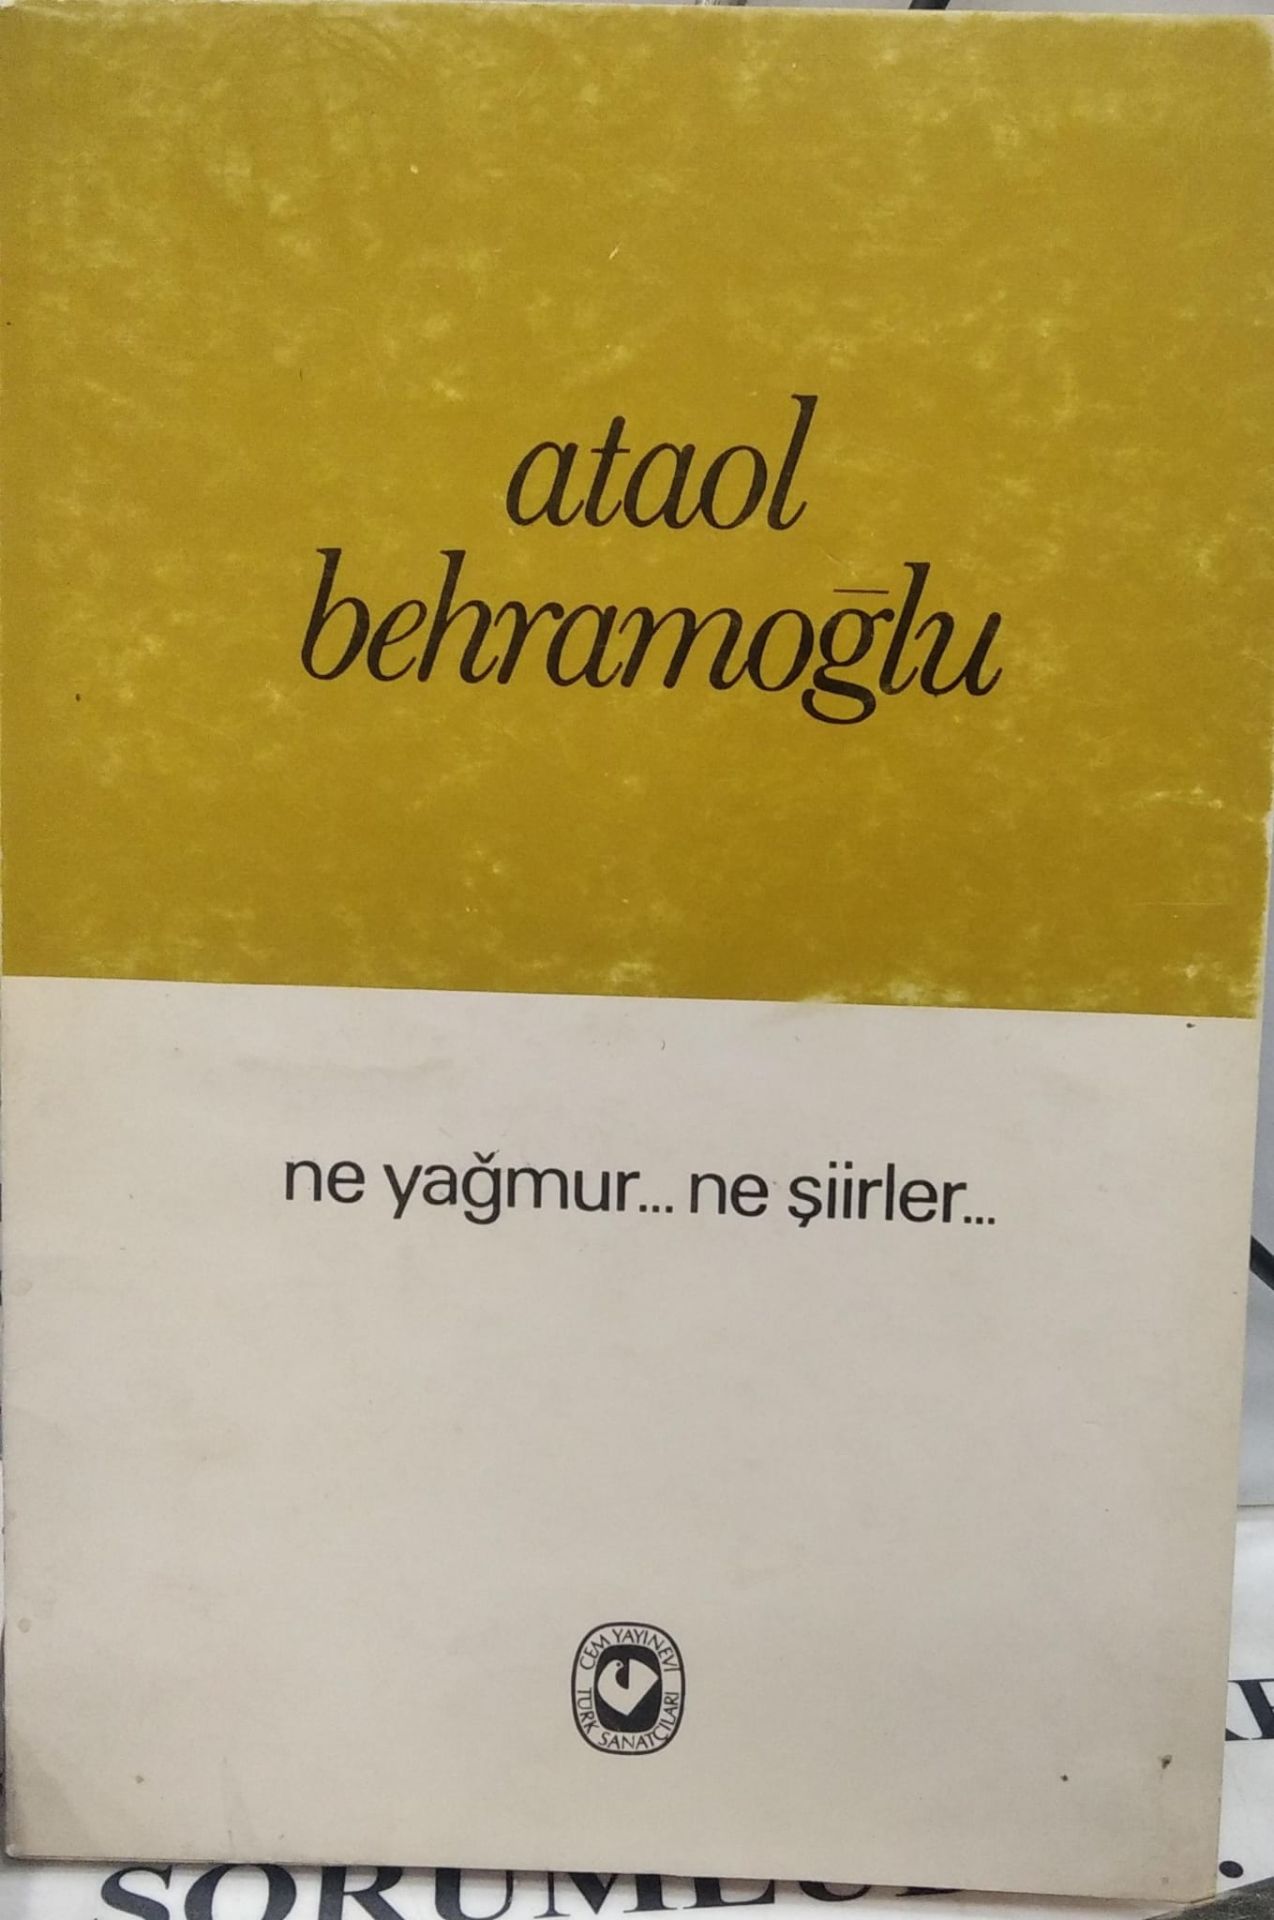 ataol
behramoğlu
ne yağmur... ne şiirler...
CEM YAYINEVİ
TÜRK SANATÇILARI